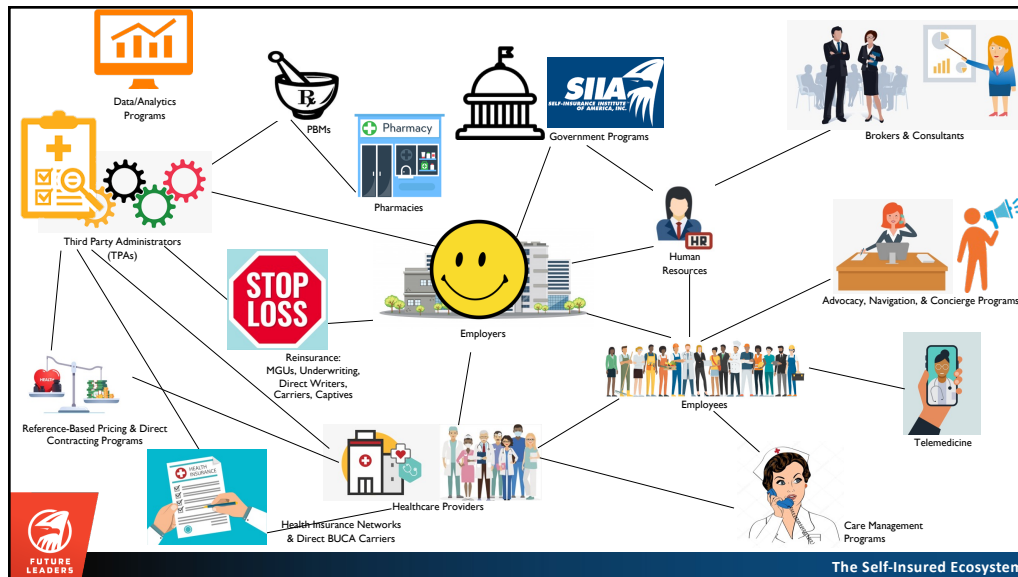 Data/Analytics
Programs
Rx
PBMs
Pharmacy
Pharmacies
SIIA
SELF-INSURANCE INSTITUTE
OF AMERICA, INC.
Government Programs
Brokers & Consultants
Third Party Administrators
(TPAs)
HR
Human
Resources
Advocacy, Navigation, & Concierge Programs
STOP
LOSS
Employers
Reinsurance:
MGUs, Underwriting,
Direct Writers,
Carriers, Captives
HEALTH
Reference-Based Pricing & Direct
Contracting Programs
Employees
Telemedicine
HEALTH
INSURANCE
Healthcare Providers
Health Insurance Networks
& Direct BUCA Carriers
Care Management
Programs
FUTURE
LEADERS
The Self-Insured Ecosystem